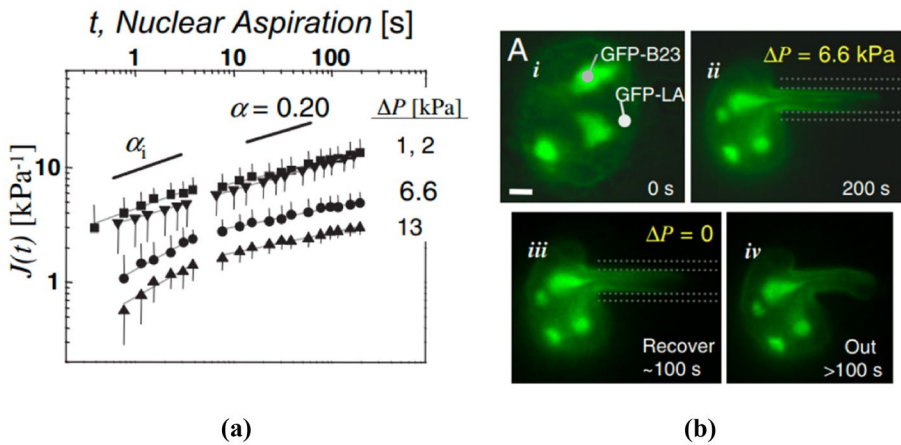 t, Nuclear Aspiration [s]
1 10 100
α = 0.20
ΔP [kPa]
αi
1, 2
10
6.6
J(t) [kPa-1]
13
1
(a)
A
i
GFP-B23
GFP-LA
0 s
ii
ΔP = 6.6 kPa
200 s
iii
ΔP = 0
Recover
~100 s
iv
Out
>100 s
(b)